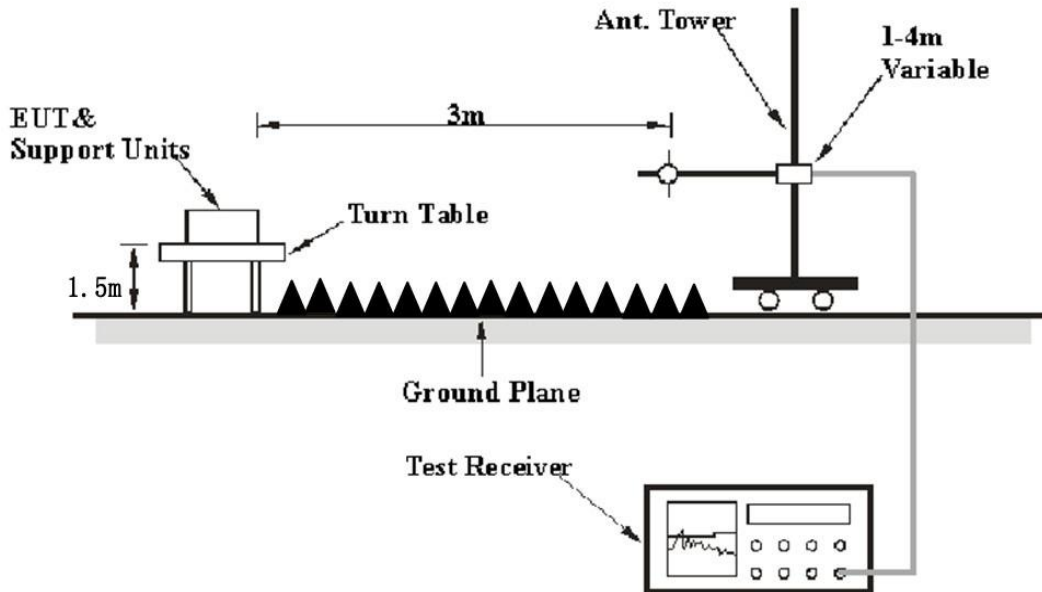 Ant. Tower
1-4m
Variable
3m
EUT&
Support Units
Turn Table
1.5m
Ground Plane
Test Receiver